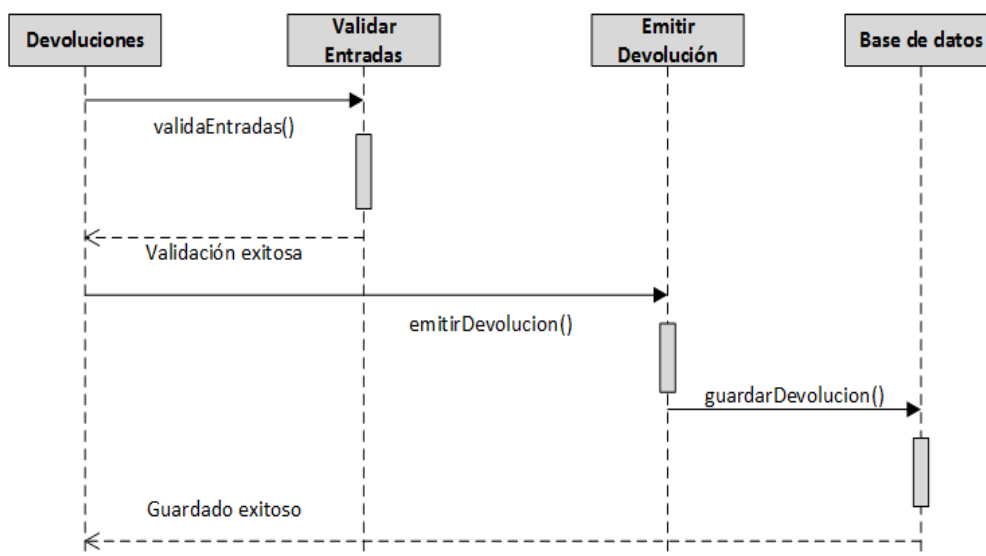 Devoluciones
Validar
Entradas
Emitir
Devolución
Base de datos
validaEntradas()
Validación exitosa
emitirDevolucion()
guardarDevolucion()
Guardado exitoso